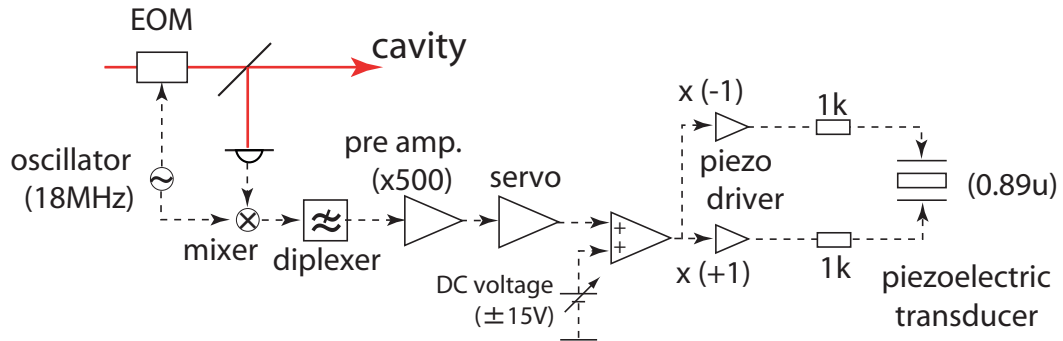 EOM
cavity
oscillator
(18MHz)
mixer
diplexer
pre amp.
(x500)
servo
DC voltage
(±15V)
+
+
x (-1)
piezo
driver
x (+1)
1k
1k
(0.89u)
piezoelectric
transducer